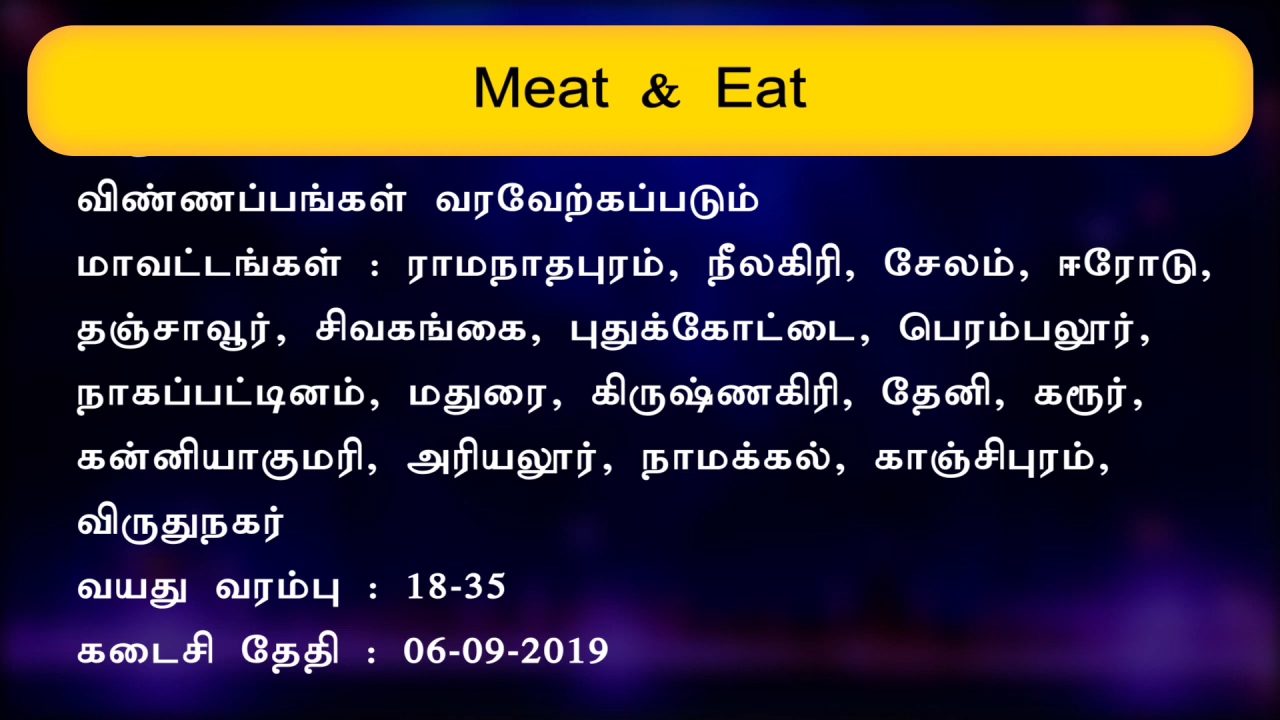 Meat & Eat
விண்ணப்பங்கள் வரவேற்கப்படும்
மாவட்டங்கள் : ராமநாதபுரம், நீலகிரி, சேலம், ஈரோடு,
தஞ்சாவூர், சிவகங்கை, புதுக்கோட்டை, பெரம்பலூர்,
நாகப்பட்டினம், மதுரை, கிருஷ்ணகிரி, தேனி, கரூர்,
கன்னியாகுமரி, அரியலூர், நாமக்கல், காஞ்சிபுரம்,
விருதுநகர்
வயது வரம்பு : 18-35
கடைசி தேதி : 06-09-2019